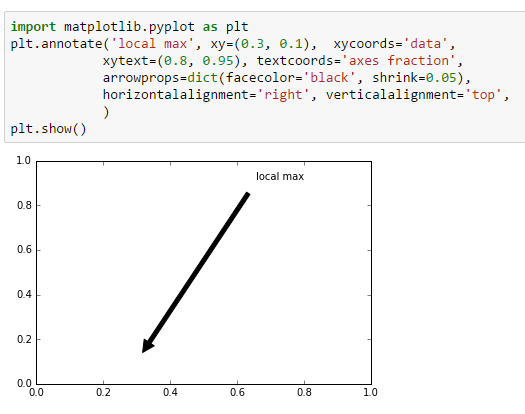 import matplotlib.pyplot as plt
plt.annotate('local max', xy=(0.3, 0.1),  xycoords='data',
            xytext=(0.8, 0.95), textcoords='axes fraction',
            arrowprops=dict(facecolor='black', shrink=0.05),
            horizontalalignment='right', verticalalignment='top',
            )
plt.show()
1.0
local max
0.8
0.6
0.4
0.2
0.0
0.0 0.2 0.4 0.6 0.8 1.0